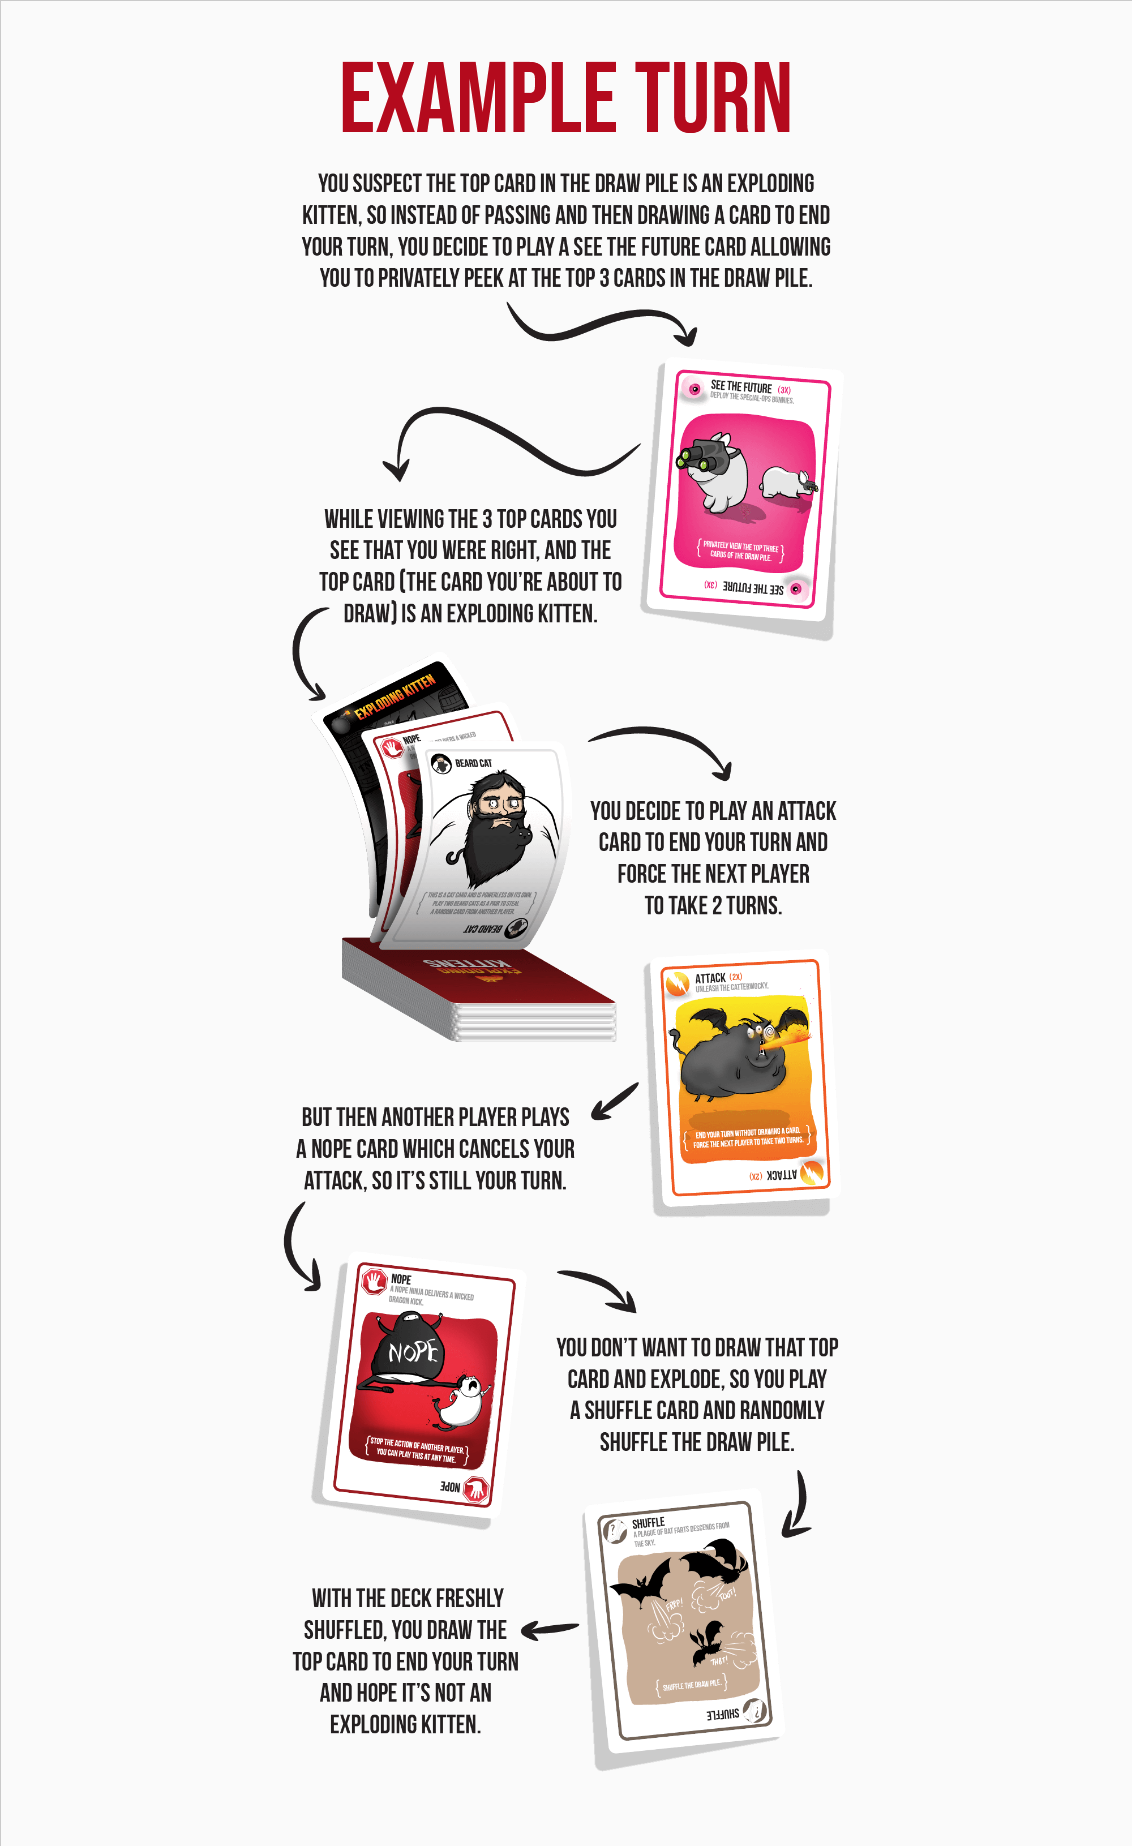 EXAMPLE TURN
YOU SUSPECT THE TOP CARD IN THE DRAW PILE IS AN EXPLODING
KITTEN, SO INSTEAD OF PASSING AND THEN DRAWING A CARD TO END
YOUR TURN, YOU DECIDE TO PLAY A SEE THE FUTURE CARD ALLOWING
YOU TO PRIVATELY PEEK AT THE TOP 3 CARDS IN THE DRAW PILE.
SEE THE FUTURE (3X)
DEPLOY THE SPECIAL-OPS BUNNIES.
PRIVATELY VIEW THE TOP THREE
CARDS OF THE DRAW PILE.
SEE THE FUTURE (3X)
WHILE VIEWING THE 3 TOP CARDS YOU
SEE THAT YOU WERE RIGHT, AND THE
TOP CARD (THE CARD YOU'RE ABOUT TO
DRAW) IS AN EXPLODING KITTEN.
EXPLODING KITTEN
NOPE
BEARD CAT
THIS IS A CAT CARD AND IS POWERLESS ON ITS OWN.
PLAY TWO BEARD CATS AS A PAIR TO STEAL
A RANDOM CARD FROM ANOTHER PLAYER.
BEARD CAT
EXPLODING
KITTENS
YOU DECIDE TO PLAY AN ATTACK
CARD TO END YOUR TURN AND
FORCE THE NEXT PLAYER
TO TAKE 2 TURNS.
ATTACK (2X)
UNLEASH THE CATTERWOCKY.
END YOUR TURN WITHOUT DRAWING A CARD.
FORCE THE NEXT PLAYER TO TAKE TWO TURNS.
ATTACK (2X)
BUT THEN ANOTHER PLAYER PLAYS
A NOPE CARD WHICH CANCELS YOUR
ATTACK, SO IT'S STILL YOUR TURN.
NOPE
A NOPE NINJA DELIVERS A WICKED
DRAGON KICK.
NOPE
STOP THE ACTION OF ANOTHER PLAYER.
YOU CAN PLAY THIS AT ANY TIME.
NOPE
YOU DON'T WANT TO DRAW THAT TOP
CARD AND EXPLODE, SO YOU PLAY
A SHUFFLE CARD AND RANDOMLY
SHUFFLE THE DRAW PILE.
SHUFFLE
A PLAGUE OF BAT FARTS DESCENDS FROM
THE SKY.
FRRP!
TOOT!
THBT!
SHUFFLE THE DRAW PILE.
SHUFFLE
WITH THE DECK FRESHLY
SHUFFLED, YOU DRAW THE
TOP CARD TO END YOUR TURN
AND HOPE IT'S NOT AN
EXPLODING KITTEN.